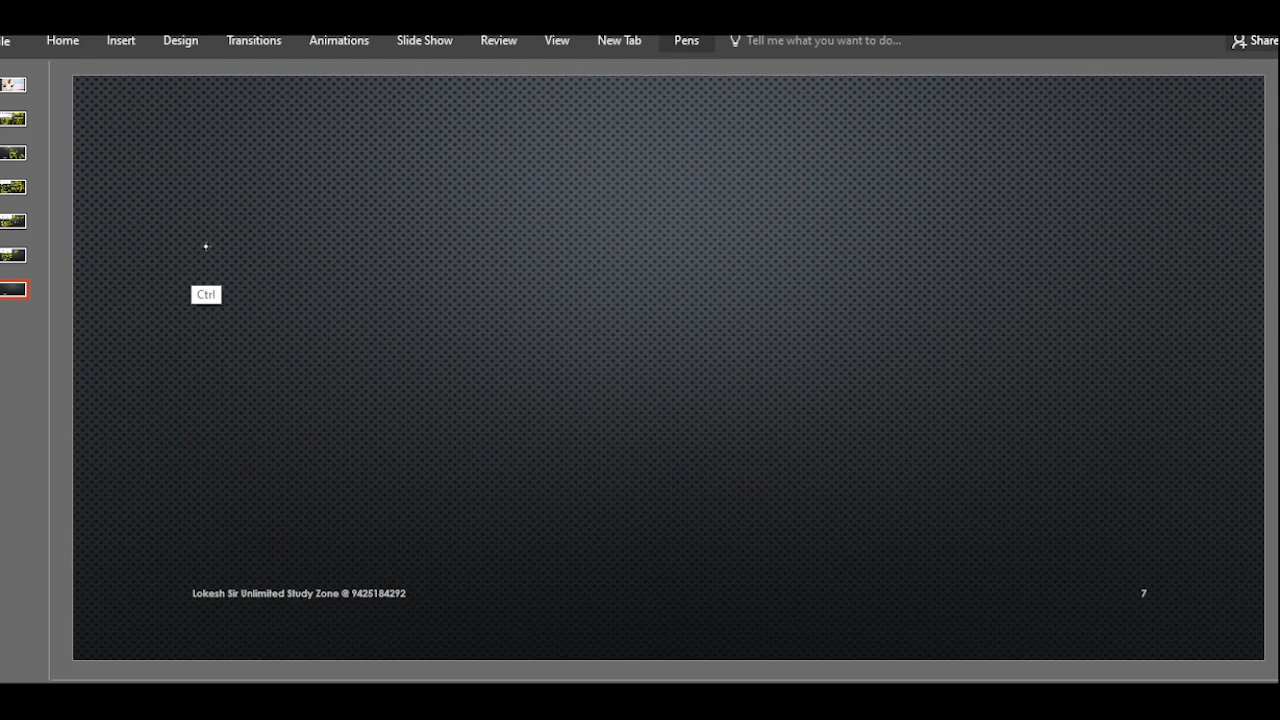 le Home Insert Design Transitions Animations Slide Show Review View New Tab Pens Tell me what you want to do... Share
Ctrl
Lokesh Sir Unlimited Study Zone @ 9425184292 7